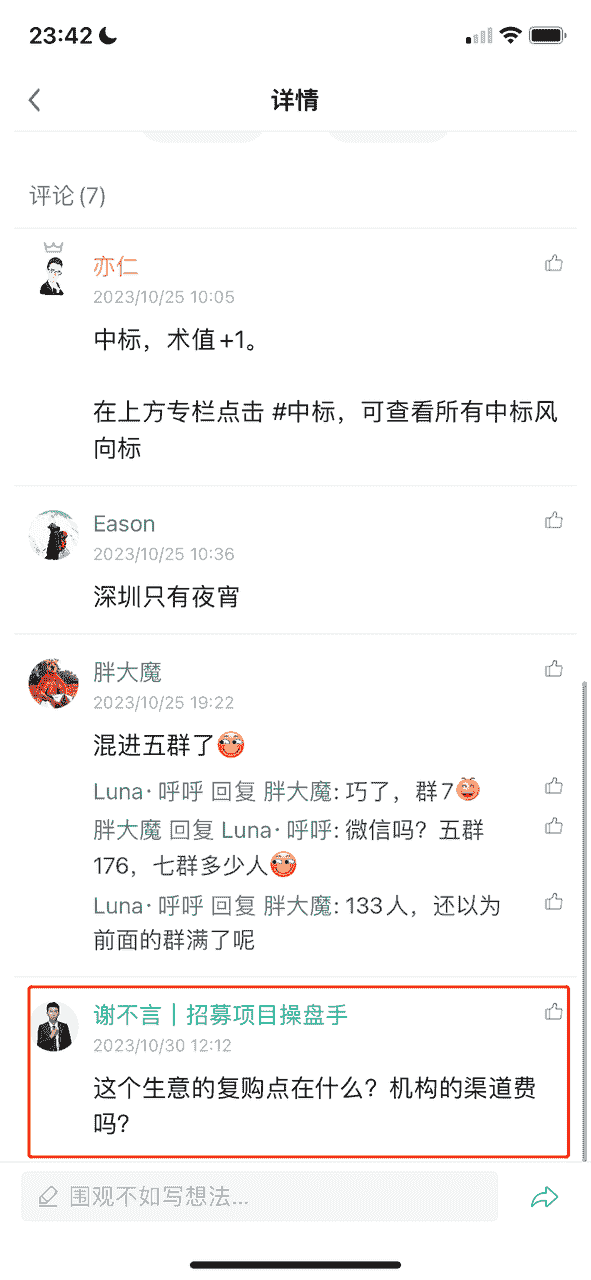 23:42
详情
评论 (7)
亦仁
2023/10/25 10:05
中标，术值+1。
在上方专栏点击 #中标，可查看所有中标风
向标
Eason
2023/10/25 10:36
深圳只有夜宵
胖大魔
2023/10/25 19:22
混进五群了
Luna·呼呼 回复 胖大魔: 巧了，群7
胖大魔 回复 Luna·呼呼: 微信吗？五群
176，七群多少人
Luna·呼呼 回复 胖大魔: 133人，还以为
前面的群满了呢
谢不言｜招募项目操盘手
2023/10/30 12:12
这个生意的复购点在什么？机构的渠道费
吗？
围观不如写想法...